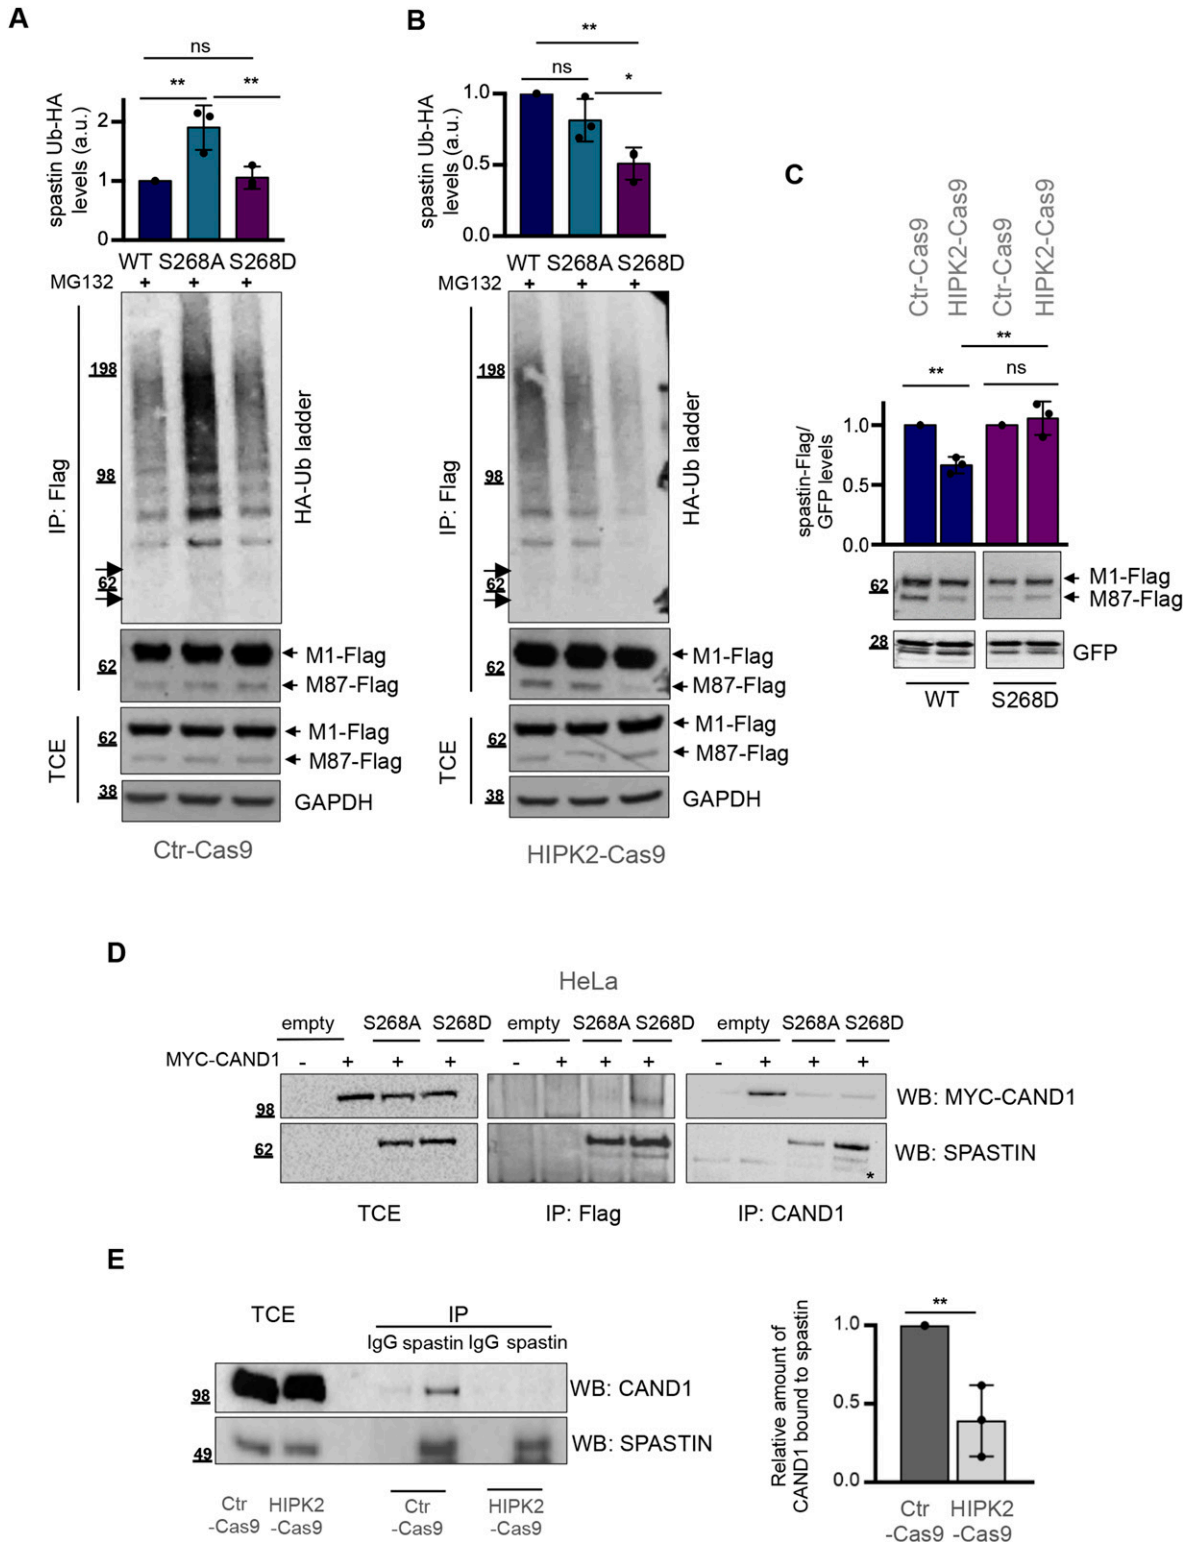 A
ns
**
**
spastin Ub-HA
levels (a.u.)
2
1
0
WT S268A S268D
MG132 + + +
198
98
62
IP: Flag
HA-Ub ladder
62
M1-Flag
M87-Flag
TCE
62
M1-Flag
M87-Flag
38
GAPDH
Ctr-Cas9
B
**
ns
*
spastin Ub-HA
levels (a.u.)
1.0
0.5
0.0
WT S268A S268D
MG132 + + +
198
98
62
IP: Flag
HA-Ub ladder
62
M1-Flag
M87-Flag
TCE
62
M1-Flag
M87-Flag
38
GAPDH
HIPK2-Cas9
C
Ctr-Cas9
HIPK2-Cas9
Ctr-Cas9
HIPK2-Cas9
**
**
ns
spastin-Flag/
GFP levels
1.0
0.5
0.0
62
M1-Flag
M87-Flag
28
GFP
WT S268D
D
HeLa
empty S268A S268D empty S268A S268D empty S268A S268D
MYC-CAND1 - + + + - + + + - + + +
98
WB: MYC-CAND1
62
WB: SPASTIN
*
TCE IP: Flag IP: CAND1
E
TCE IP
IgG spastin IgG spastin
98
WB: CAND1
49
WB: SPASTIN
Ctr HIPK2 Ctr HIPK2
-Cas9 -Cas9 -Cas9 -Cas9
**
Relative amount of
CAND1 bound to spastin
1.0
0.5
0.0
Ctr HIPK2
-Cas9 -Cas9